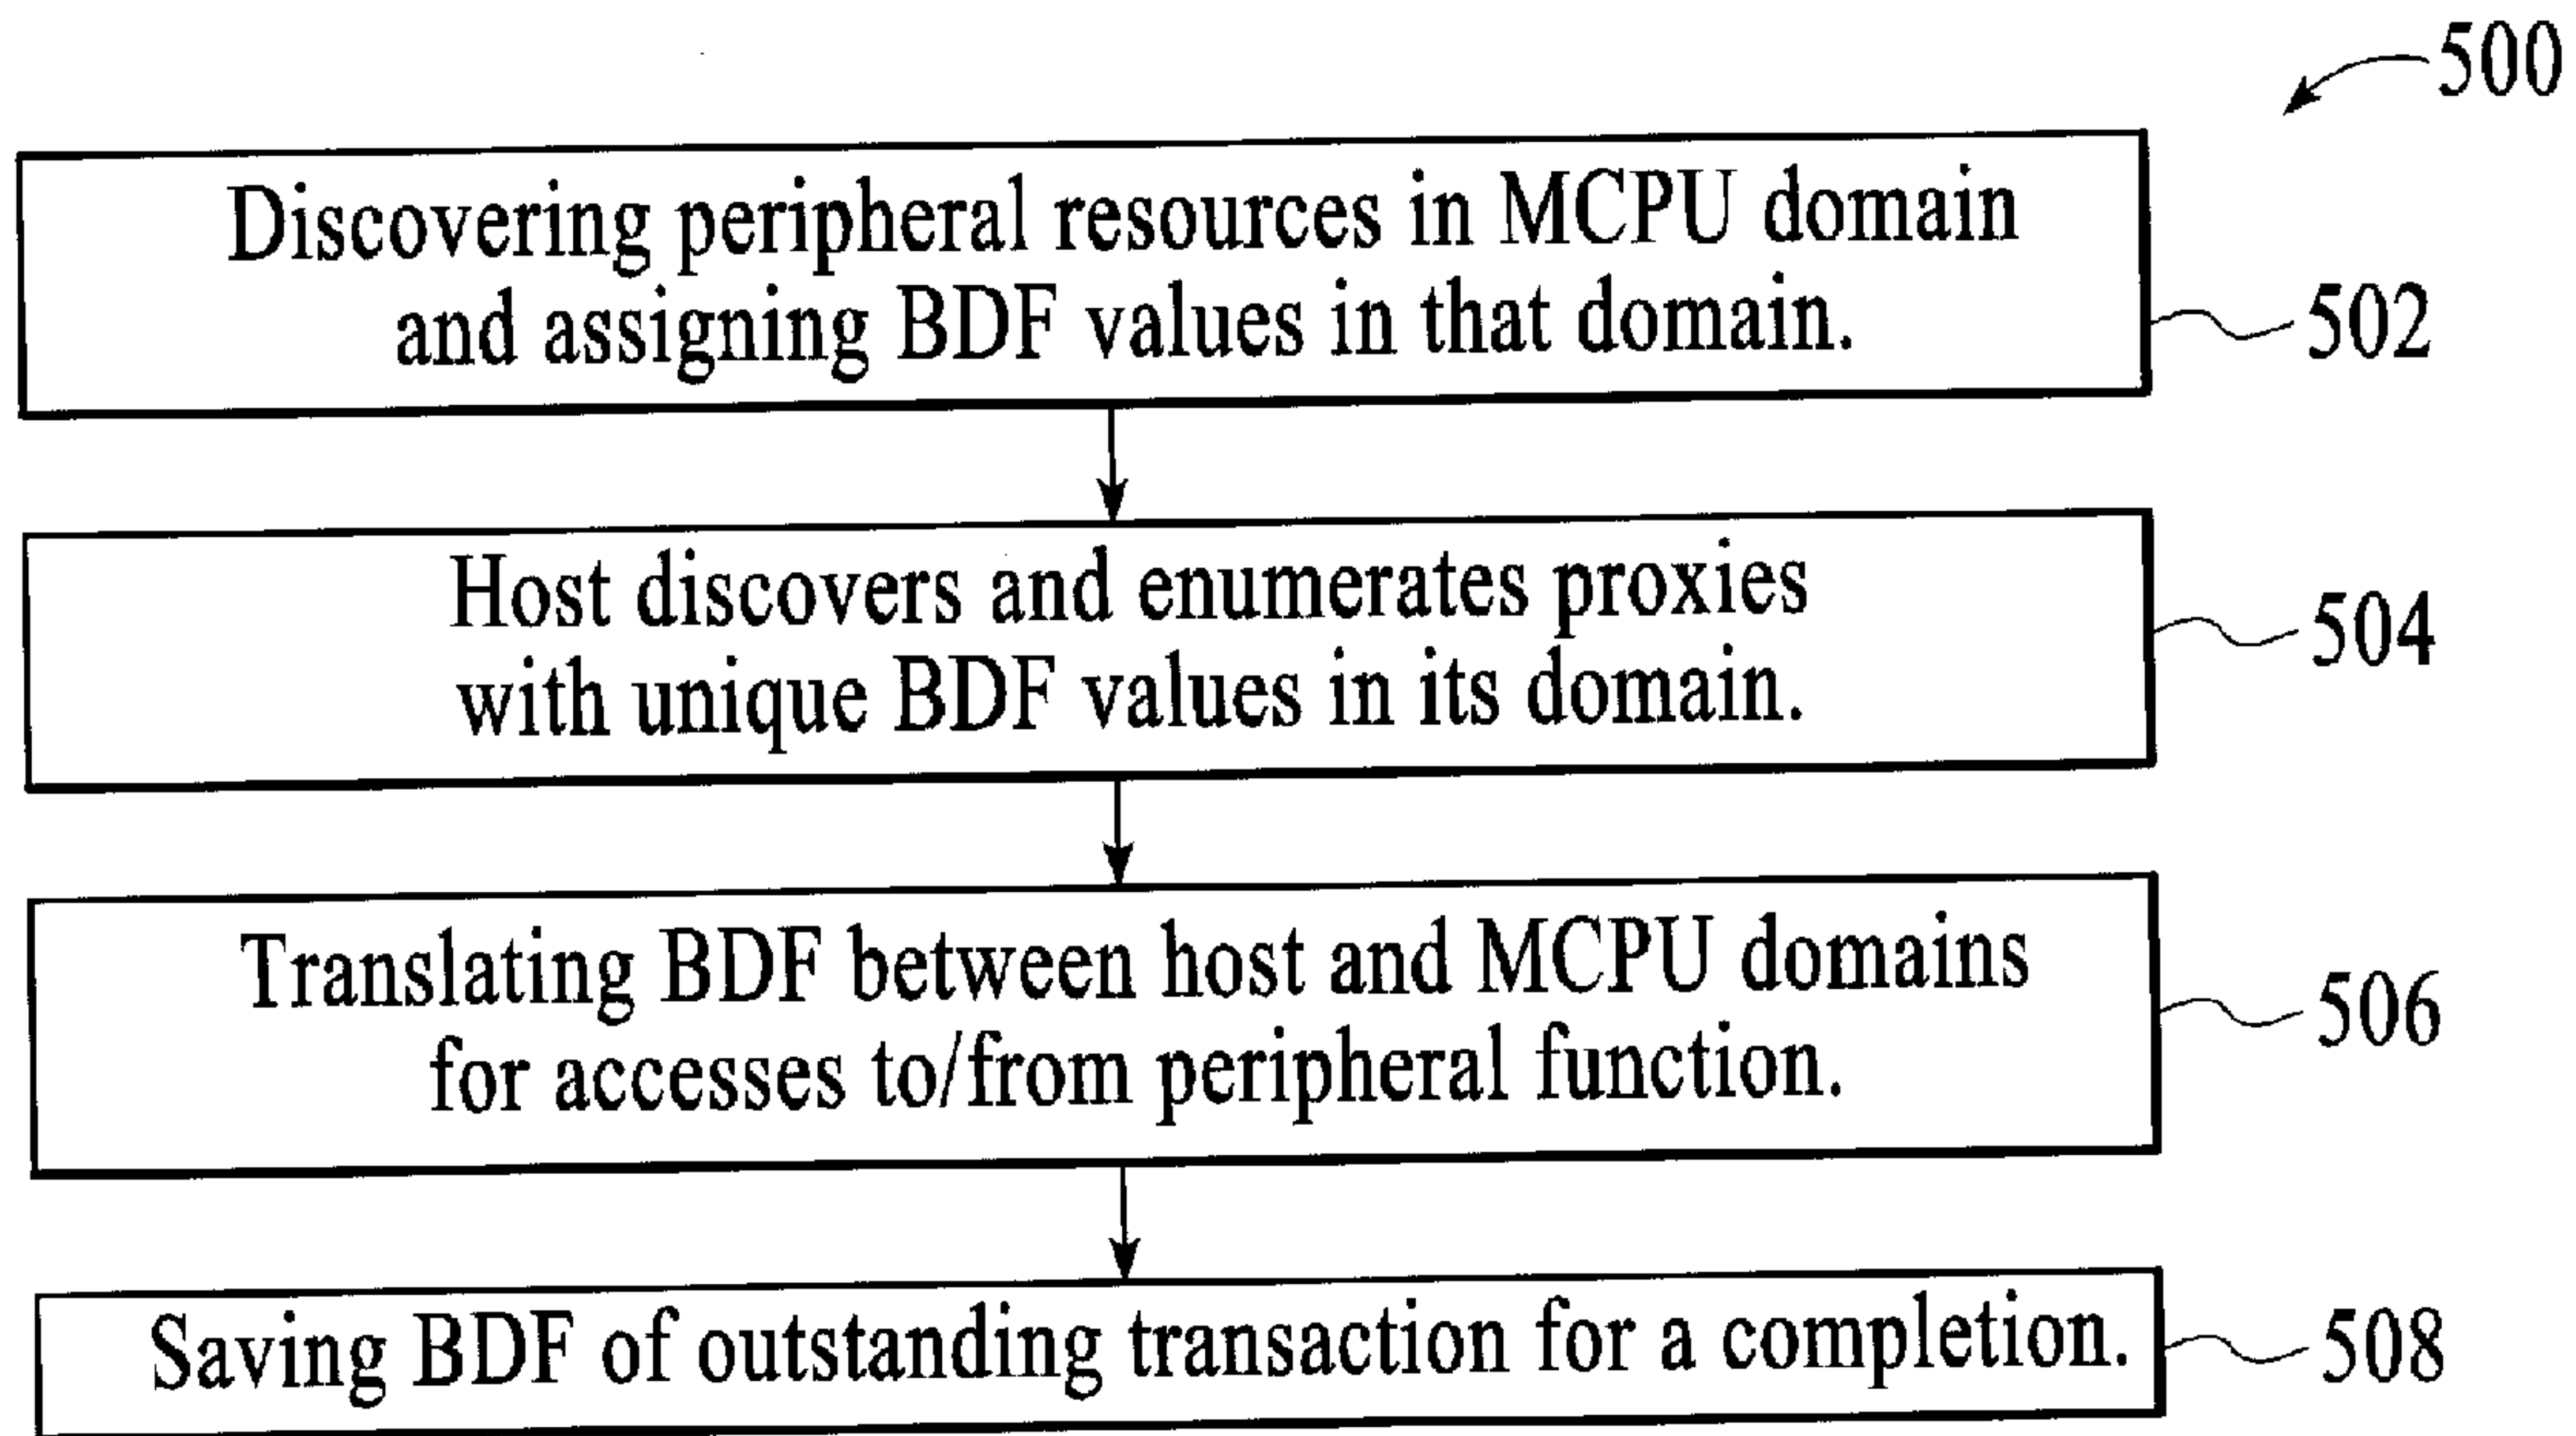 500
Discovering peripheral resources in MCPU domain
and assigning BDF values in that domain.
502
Host discovers and enumerates proxies
with unique BDF values in its domain.
504
Translating BDF between host and MCPU domains
for accesses to/from peripheral function.
506
Saving BDF of outstanding transaction for a completion.
508